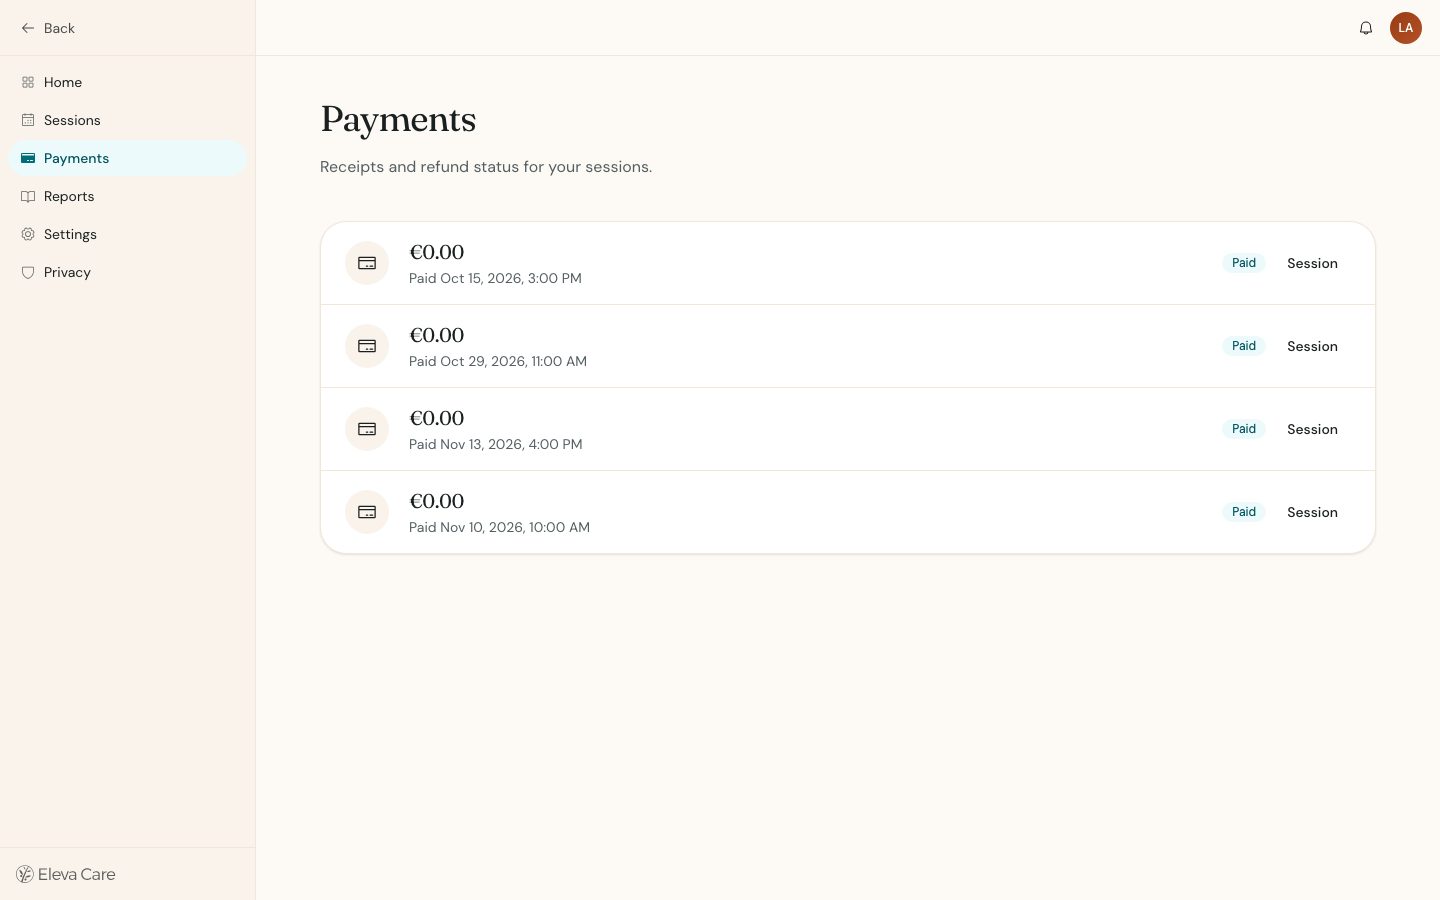 Back
LA
Home
Sessions
Payments
Reports
Settings
Privacy
Payments
Receipts and refund status for your sessions.
€0.00
Paid Oct 15, 2026, 3:00 PM
Paid
Session
€0.00
Paid Oct 29, 2026, 11:00 AM
Paid
Session
€0.00
Paid Nov 13, 2026, 4:00 PM
Paid
Session
€0.00
Paid Nov 10, 2026, 10:00 AM
Paid
Session
Eleva Care